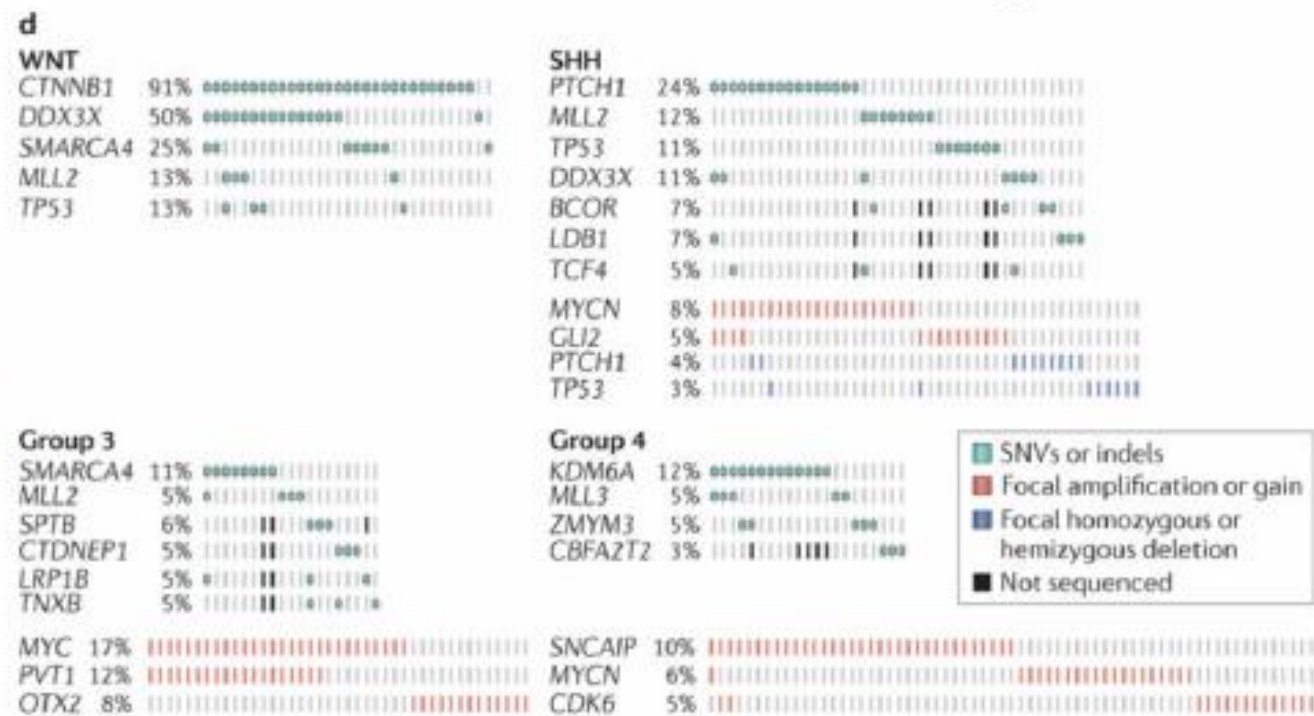 d
WNT
CTNNB1 91%
DDX3X 50%
SMARCA4 25%
MLL2 13%
TP53 13%
SHH
PTCH1 24%
MLL2 12%
TP53 11%
DDX3X 11%
BCOR 7%
LDB1 7%
TCF4 5%
MYCN 8%
GLI2 5%
PTCH1 4%
TP53 3%
Group 3
SMARCA4 11%
MLL2 5%
SPTB 6%
CTDNEP1 5%
LRP1B 5%
TNXB 5%
MYC 17%
PVT1 12%
OTX2 8%
Group 4
KDM6A 12%
MLL3 5%
ZMYM3 5%
CBFA2T2 3%
SNCAIP 10%
MYCN 6%
CDK6 5%
SNVs or indels
Focal amplification or gain
Focal homozygous or
hemizygous deletion
Not sequenced